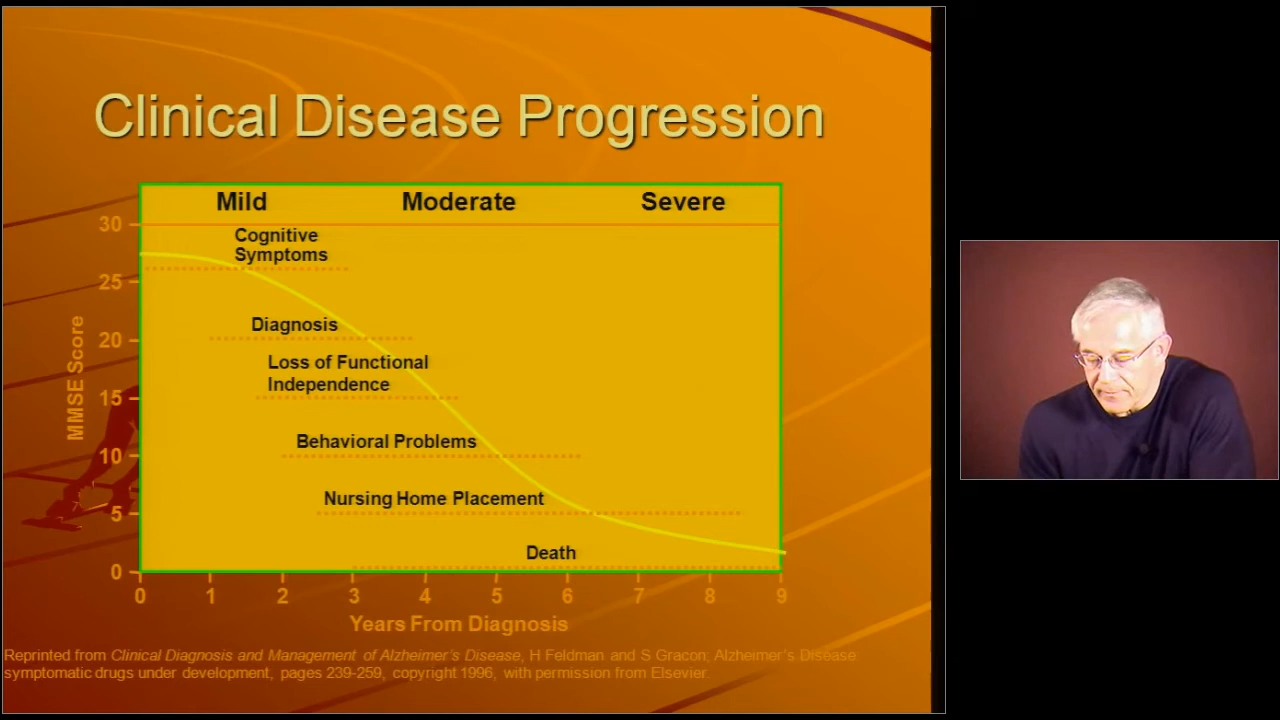 Clinical Disease Progression
Mild Moderate Severe
30
Cognitive
Symptoms
25
Diagnosis
20
Loss of Functional
Independence
15
Behavioral Problems
10
Nursing Home Placement
5
Death
0
MMSE Score
0 1 2 3 4 5 6 7 8 9
Years From Diagnosis
Reprinted from Clinical Diagnosis and Management of Alzheimer's Disease, H Feldman and S Gracon; Alzheimer's Disease
symptomatic drugs under development, pages 239-259, copyright 1996, with permission from Elsevier.